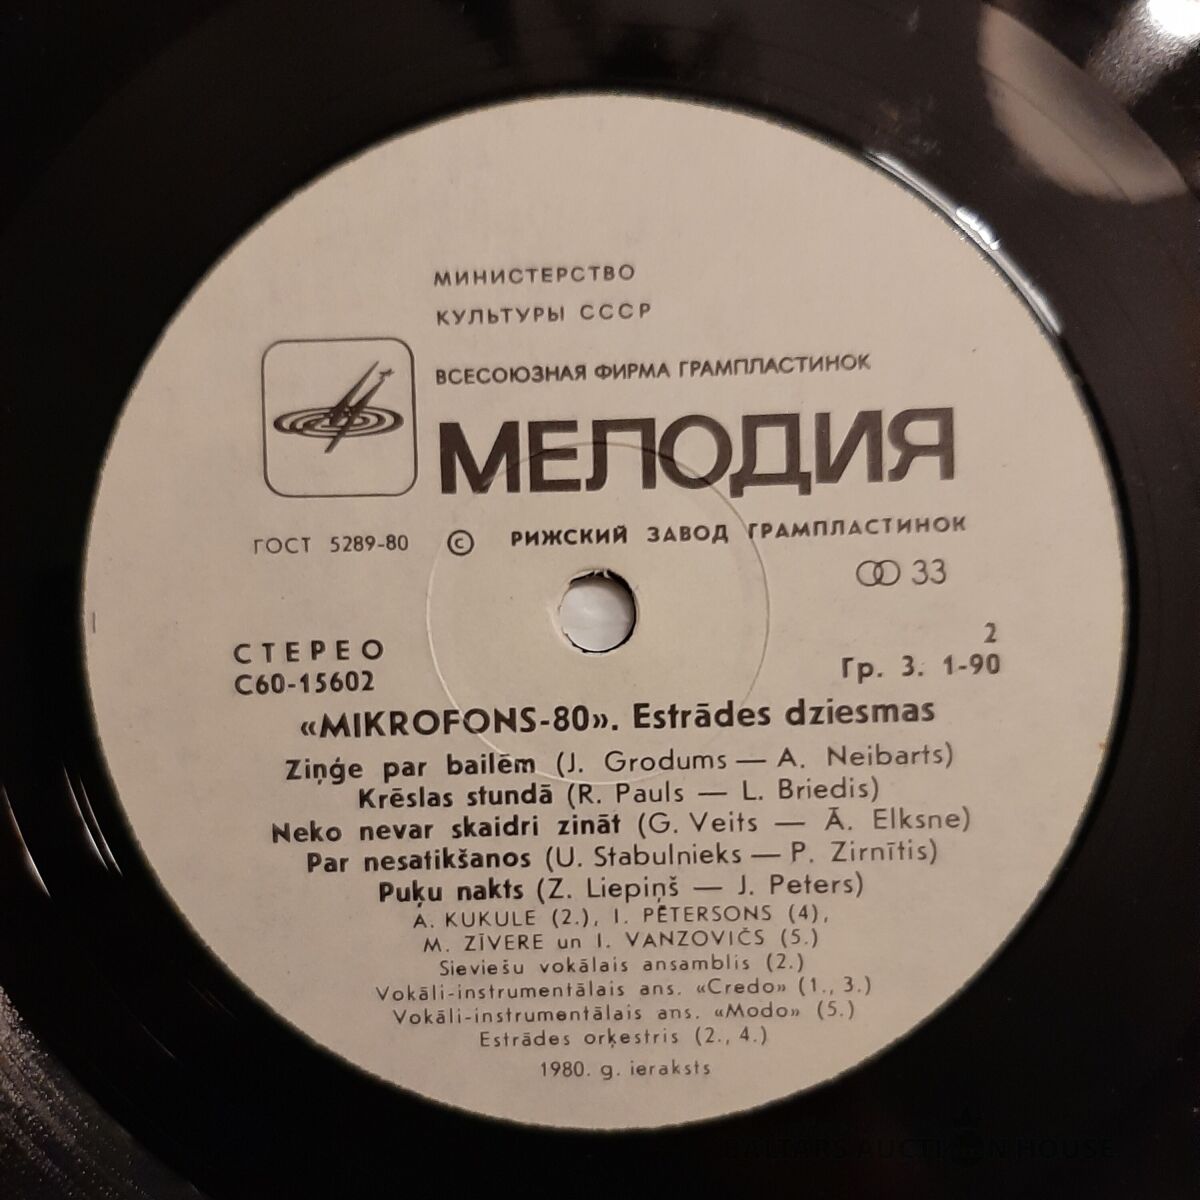 МИНИСТЕРСТВО
КУЛЬТУРЫ СССР
ВСЕСОЮЗНАЯ ФИРМА ГРАМПЛАСТИНОК
МЕЛОДИЯ
ГОСТ 5289-80 © РИЖСКИЙ ЗАВОД ГРАМПЛАСТИНОК
33
СТЕРЕО 2
С60-15602 Гр. 3. 1-90
«MIKROFONS-80». Estrādes dziesmas
Ziņģe par bailēm (J. Grodums — A. Neibarts)
Krēslas stundā (R. Pauls — L. Briedis)
Neko nevar skaidri zināt (G. Veits — Ā. Elksne)
Par nesatikšanos (U. Stabulnieks — P. Zirnītis)
Puķu nakts (Z. Liepiņš — J. Peters)
A. KUKULE (2.), I. PĒTERSONS (4),
M. ZĪVERE un I. VANZOVIČS (5.)
Sieviešu vokālais ansamblis (2.)
Vokāli-instrumentālais ans. «Credo» (1., 3.)
Vokāli-instrumentālais ans. «Modo» (5.)
Estrādes orķestris (2., 4.)
1980. g. ieraksts
BALTARS AUCTION HOUSE